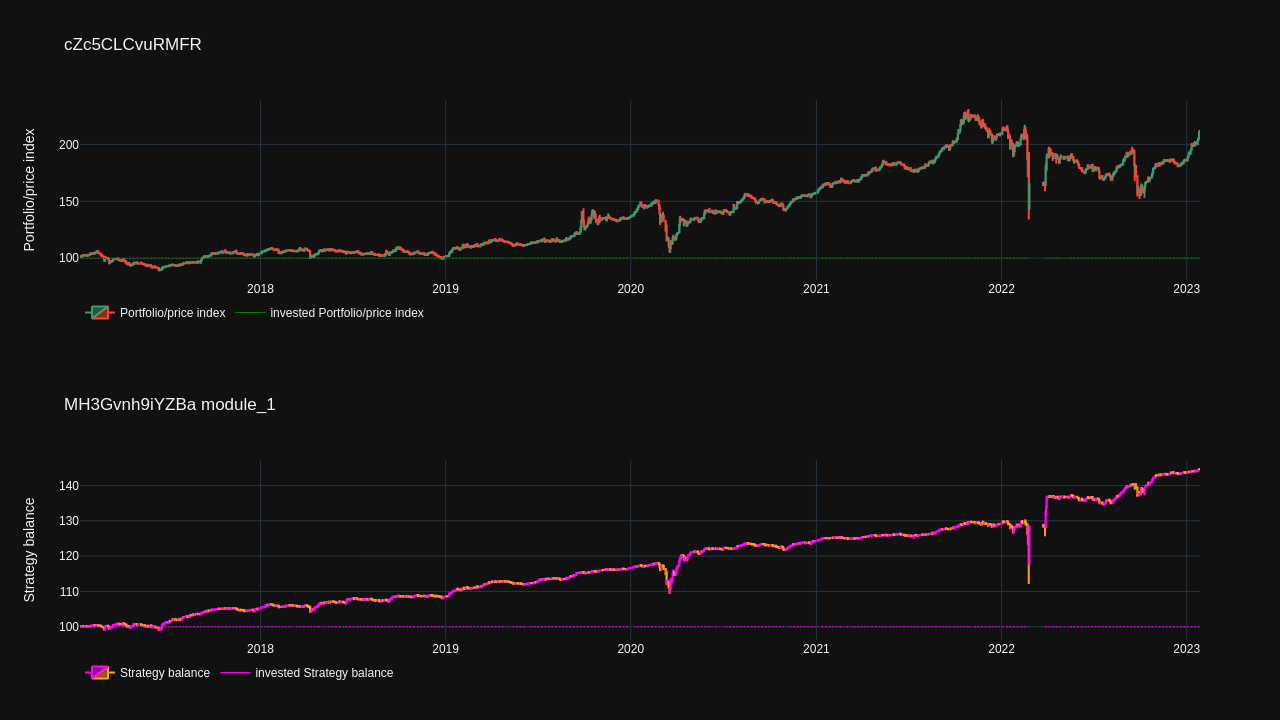 cZc5CLCvuRMFR
Portfolio/price index
200
150
100
2018 2019 2020 2021 2022 2023
Portfolio/price index invested Portfolio/price index
MH3Gvnh9iYZBa module_1
Strategy balance
140
130
120
110
100
2018 2019 2020 2021 2022 2023
Strategy balance invested Strategy balance